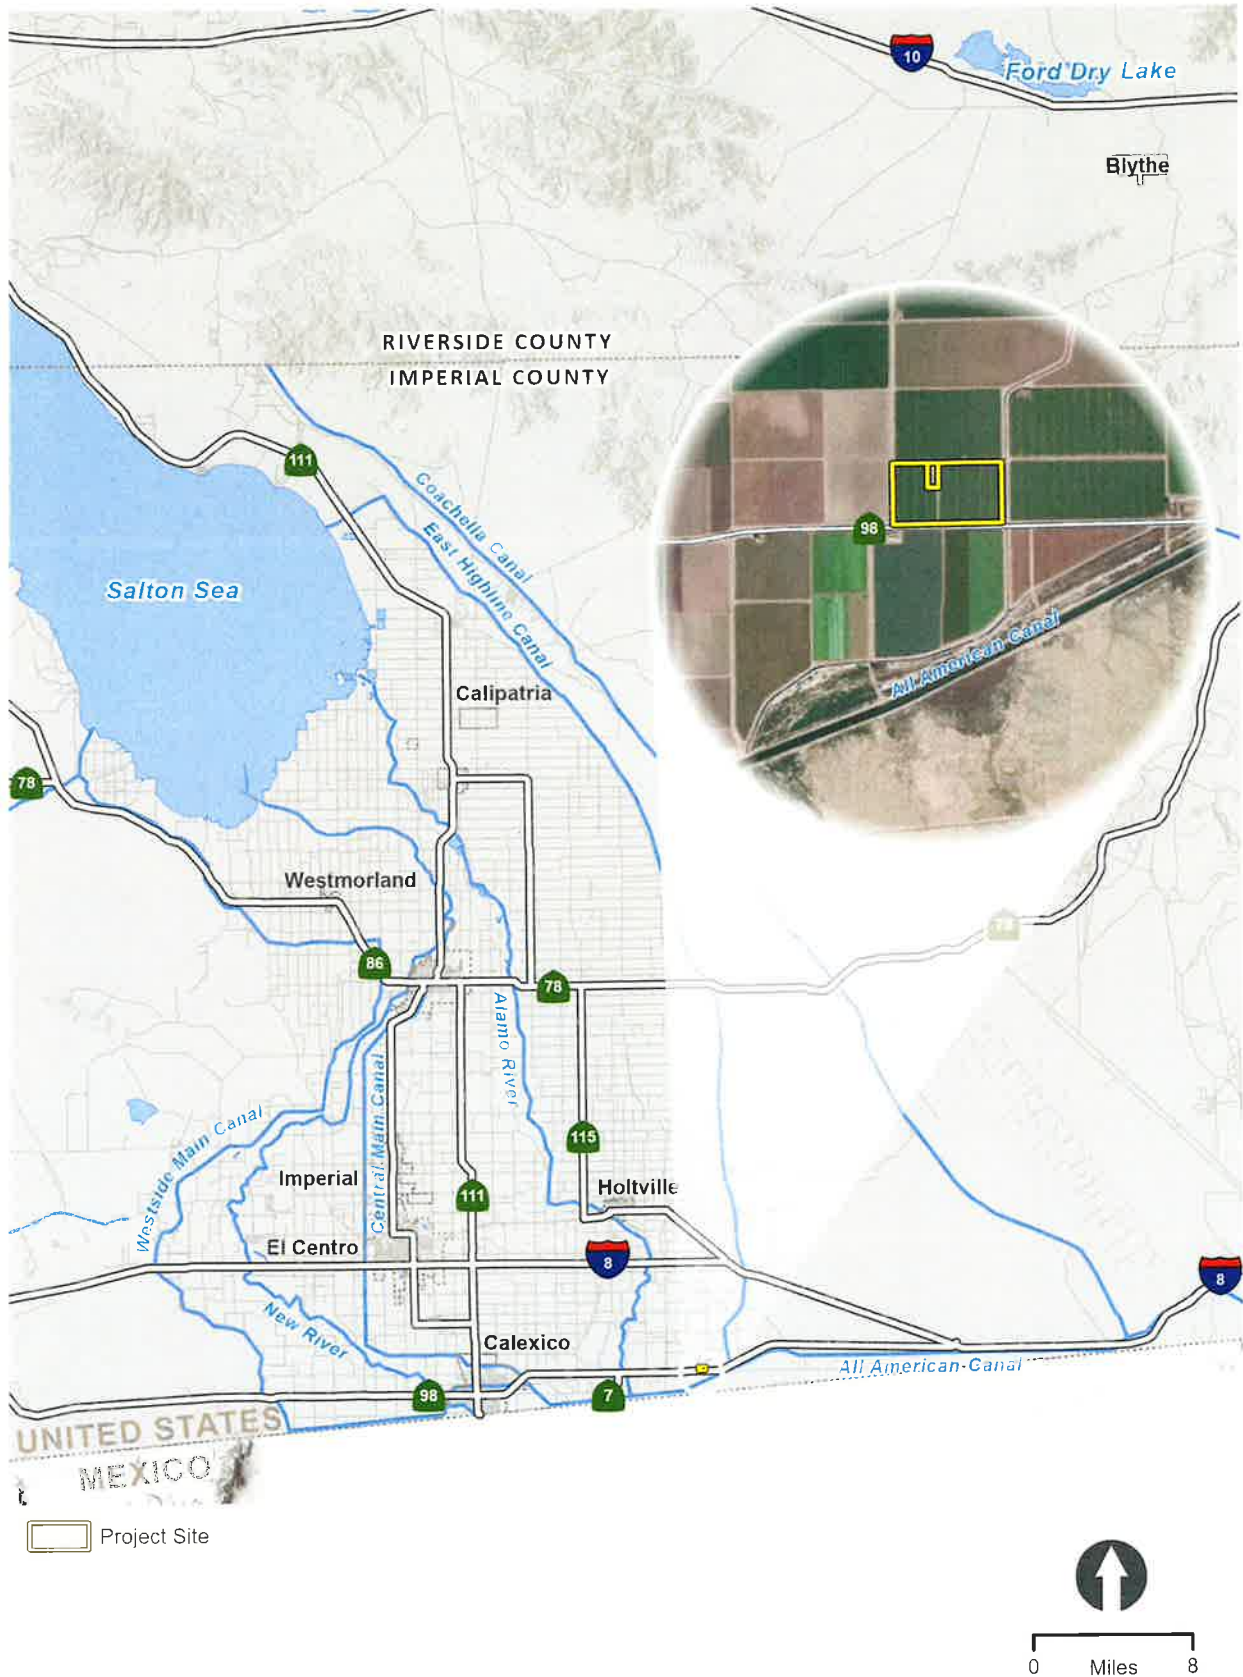 10
Ford Dry Lake
Blythe
RIVERSIDE COUNTY
IMPERIAL COUNTY
111
Coachella Canal
East Highline Canal
98
Salton Sea
All American Canal
Calipatria
78
Westmorland
86
78
78
Alamo River
Central Main Canal
Westside Main Canal
115
Imperial
111
Holtville
El Centro
8
8
New River
Calexico
All American Canal
98
7
UNITED STATES
MEXICO
Project Site
0 Miles 8